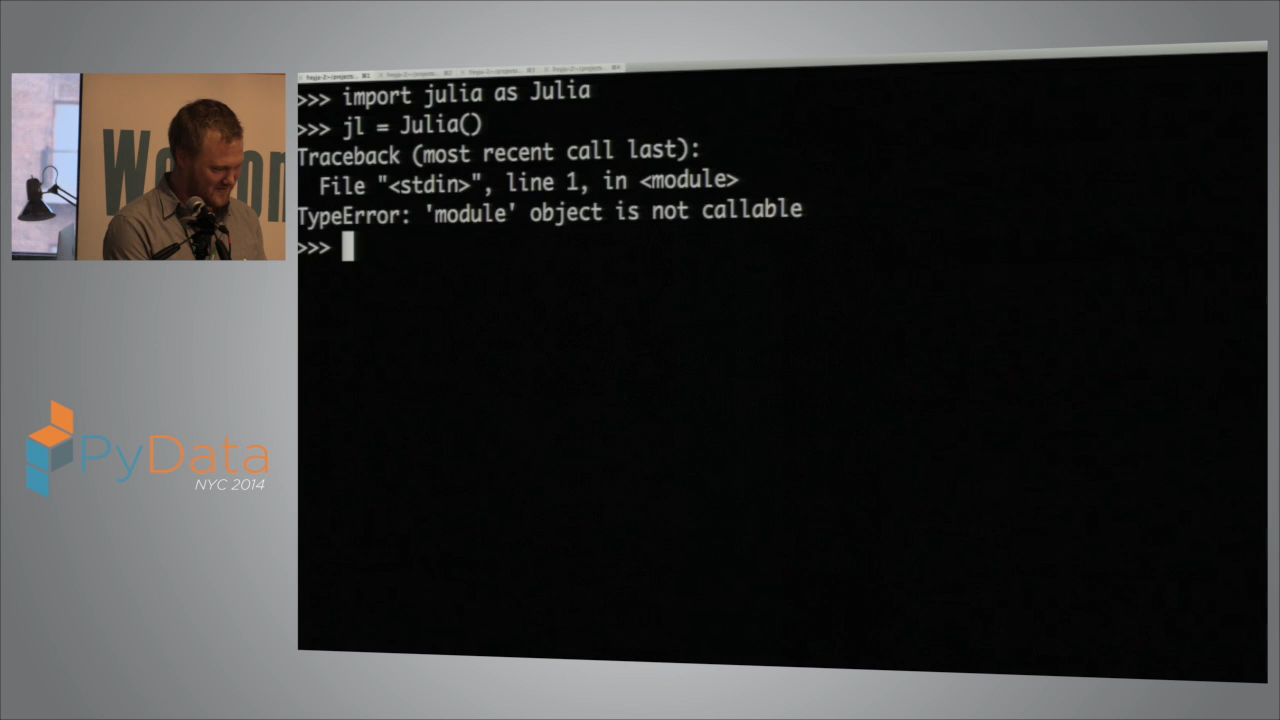 >>> import julia as Julia
>>> jl = Julia()
Traceback (most recent call last):
  File "<stdin>", line 1, in <module>
TypeError: 'module' object is not callable
>>>
PyData
NYC 2014